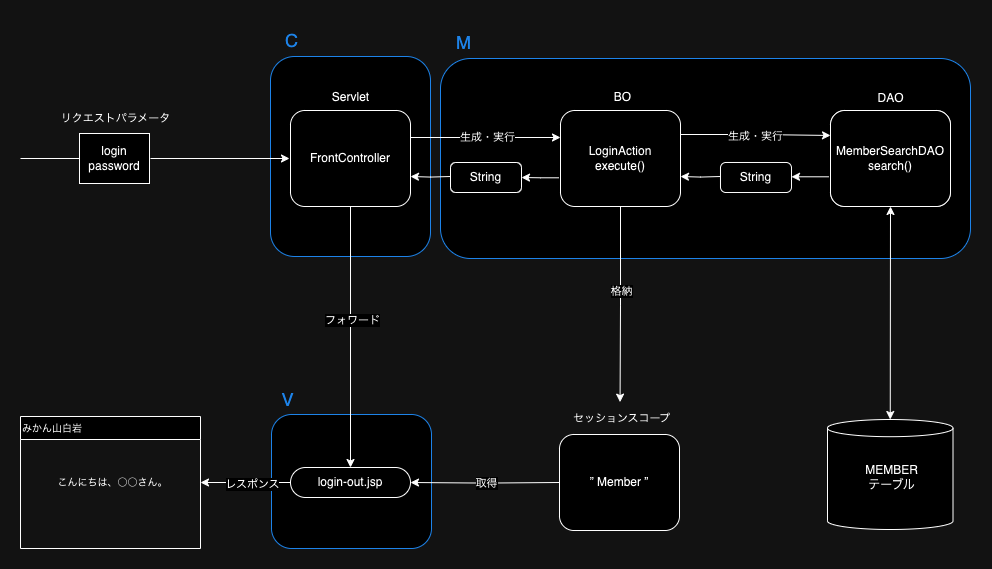 C
M
Servlet
BO
DAO
リクエストパラメータ
login
password
FrontController
生成・実行
String
LoginAction
execute()
生成・実行
String
MemberSearchDAO
search()
格納
フォワード
V
セッションスコープ
みかん山白岩
こんにちは、〇〇さん。
レスポンス
login-out.jsp
取得
” Member ”
MEMBER
テーブル